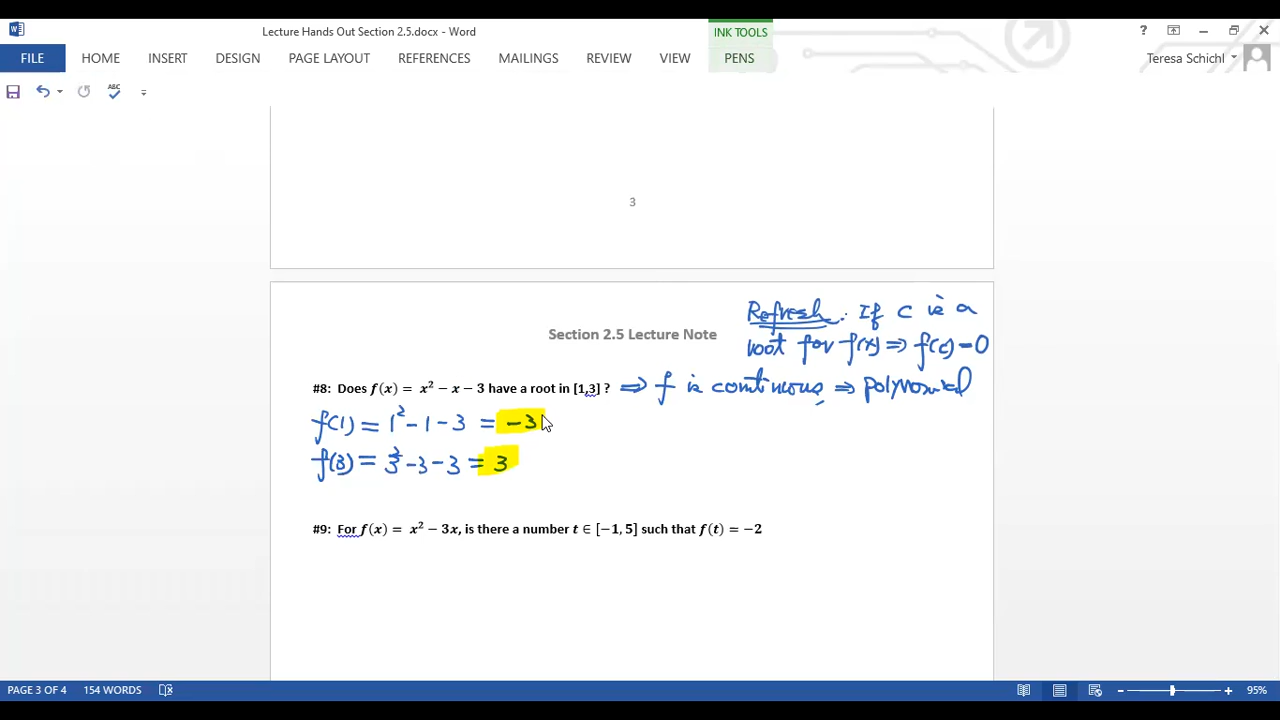 Lecture Hands Out Section 2.5.docx - Word
INK TOOLS
?
FILE HOME INSERT DESIGN PAGE LAYOUT REFERENCES MAILINGS REVIEW VIEW PENS Teresa Schichl
ABC
3
Refresh: If c is a
root for f(x) ⇒ f(c) = 0
Section 2.5 Lecture Note
#8: Does f(x) = x² − x − 3 have a root in [1,3] ? ⇒ f is continuous, ⇒ polynomial
f(1) = 1² - 1 - 3 = -3
f(3) = 3² - 3 - 3 = 3
#9: For f(x) = x² − 3x, is there a number t ∈ [−1, 5] such that f(t) = −2
PAGE 3 OF 4 154 WORDS 95%